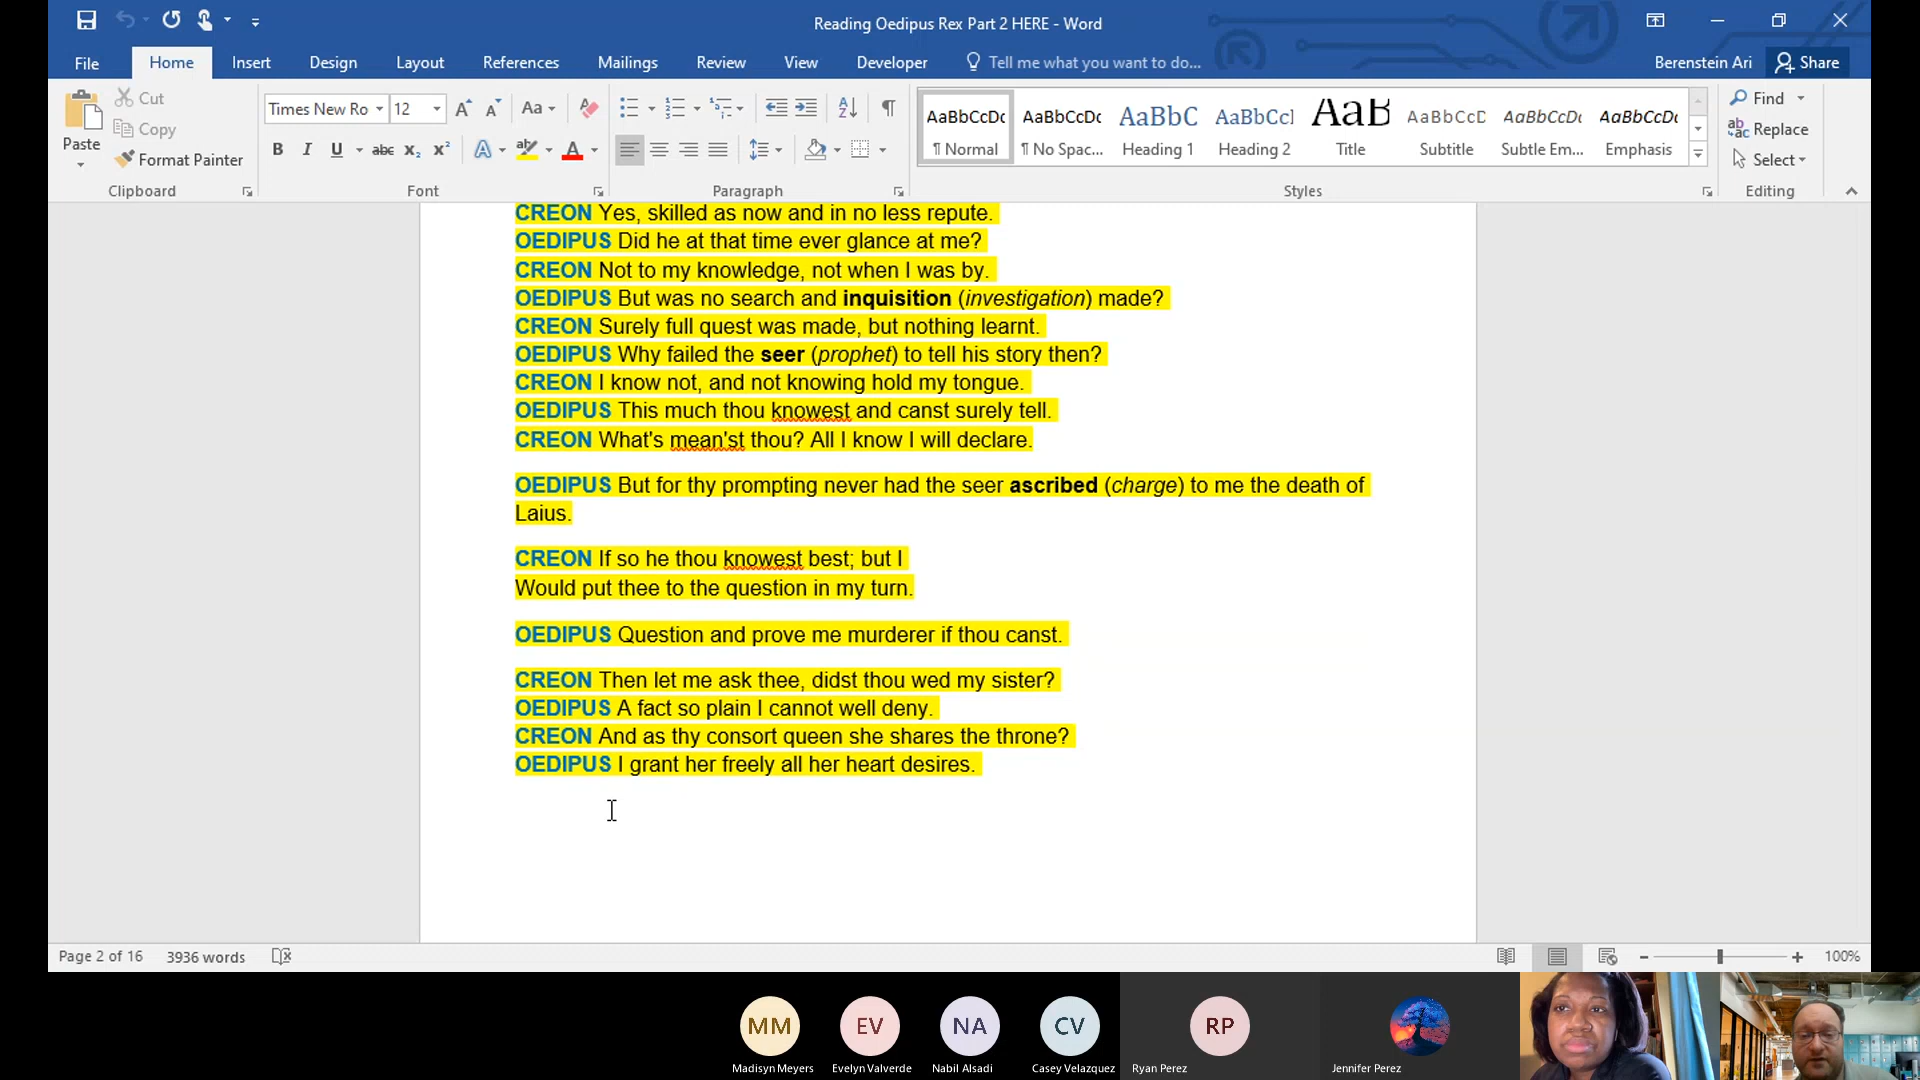 Reading Oedipus Rex Part 2 HERE - Word
File Home Insert Design Layout References Mailings Review View Developer Tell me what you want to do... Berenstein Ari Share
Paste
Cut
Copy
Format Painter
Clipboard
Times New Ro 12
Aa
B I U abc x₂ x²
Font
Paragraph
AaBbCcDc AaBbCcDc AaBbC AaBbCcl AaB AaBbCcD AaBbCcDc AaBbCcDc
¶ Normal ¶ No Spac... Heading 1 Heading 2 Title Subtitle Subtle Em... Emphasis
Styles
Find
Replace
Select
Editing
CREON Yes, skilled as now and in no less repute.
OEDIPUS Did he at that time ever glance at me?
CREON Not to my knowledge, not when I was by.
OEDIPUS But was no search and inquisition (investigation) made?
CREON Surely full quest was made, but nothing learnt.
OEDIPUS Why failed the seer (prophet) to tell his story then?
CREON I know not, and not knowing hold my tongue.
OEDIPUS This much thou knowest and canst surely tell.
CREON What's mean'st thou? All I know I will declare.
OEDIPUS But for thy prompting never had the seer ascribed (charge) to me the death of
Laius.
CREON If so he thou knowest best; but I
Would put thee to the question in my turn.
OEDIPUS Question and prove me murderer if thou canst.
CREON Then let me ask thee, didst thou wed my sister?
OEDIPUS A fact so plain I cannot well deny.
CREON And as thy consort queen she shares the throne?
OEDIPUS I grant her freely all her heart desires.
Page 2 of 16 3936 words 100%
MM EV NA CV RP
Madisyn Meyers Evelyn Valverde Nabil Alsadi Casey Velazquez Ryan Perez Jennifer Perez